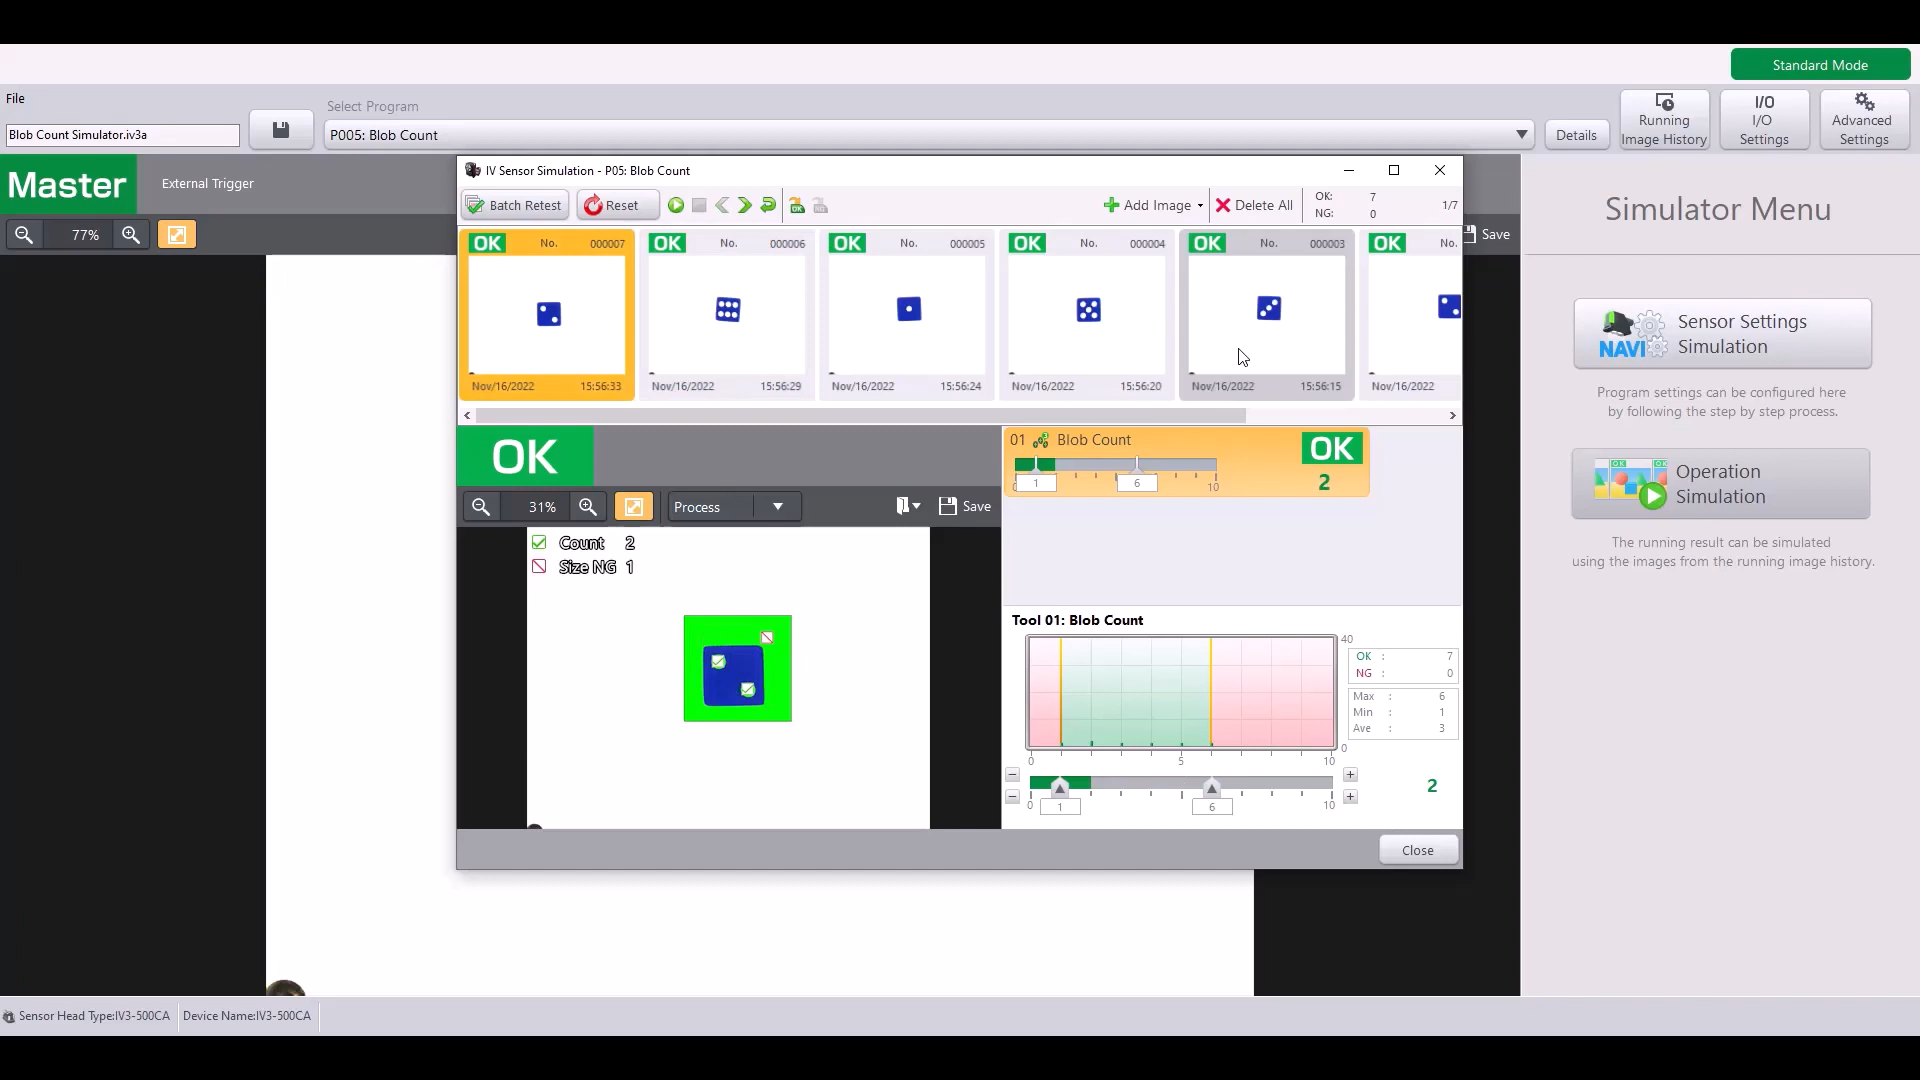 Standard Mode
File
Select Program
Blob Count Simulator.iv3a
P005: Blob Count
Details
Running
Image History
I/O
I/O
Settings
Advanced
Settings
Master
External Trigger
77%
Save
IV Sensor Simulation - P05: Blob Count
Batch Retest
Reset
Add Image
Delete All
OK: 7
NG: 0
1/7
OK No. 000007
OK No. 000006
OK No. 000005
OK No. 000004
OK No. 000003
OK No.
Nov/16/2022 15:56:33
Nov/16/2022 15:56:29
Nov/16/2022 15:56:24
Nov/16/2022 15:56:20
Nov/16/2022 15:56:15
Nov/16/2022
OK
31%
Process
Save
Count 2
Size NG 1
01 Blob Count OK
0 1 6 10
2
Tool 01: Blob Count
40
0
0 5 10
OK : 7
NG : 0
Max : 6
Min : 1
Ave : 3
0 10
1 6
2
Close
Simulator Menu
NAVI
Sensor Settings
Simulation
Program settings can be configured here
by following the step by step process.
Operation
Simulation
The running result can be simulated
using the images from the running image history.
Sensor Head Type:IV3-500CA
Device Name:IV3-500CA